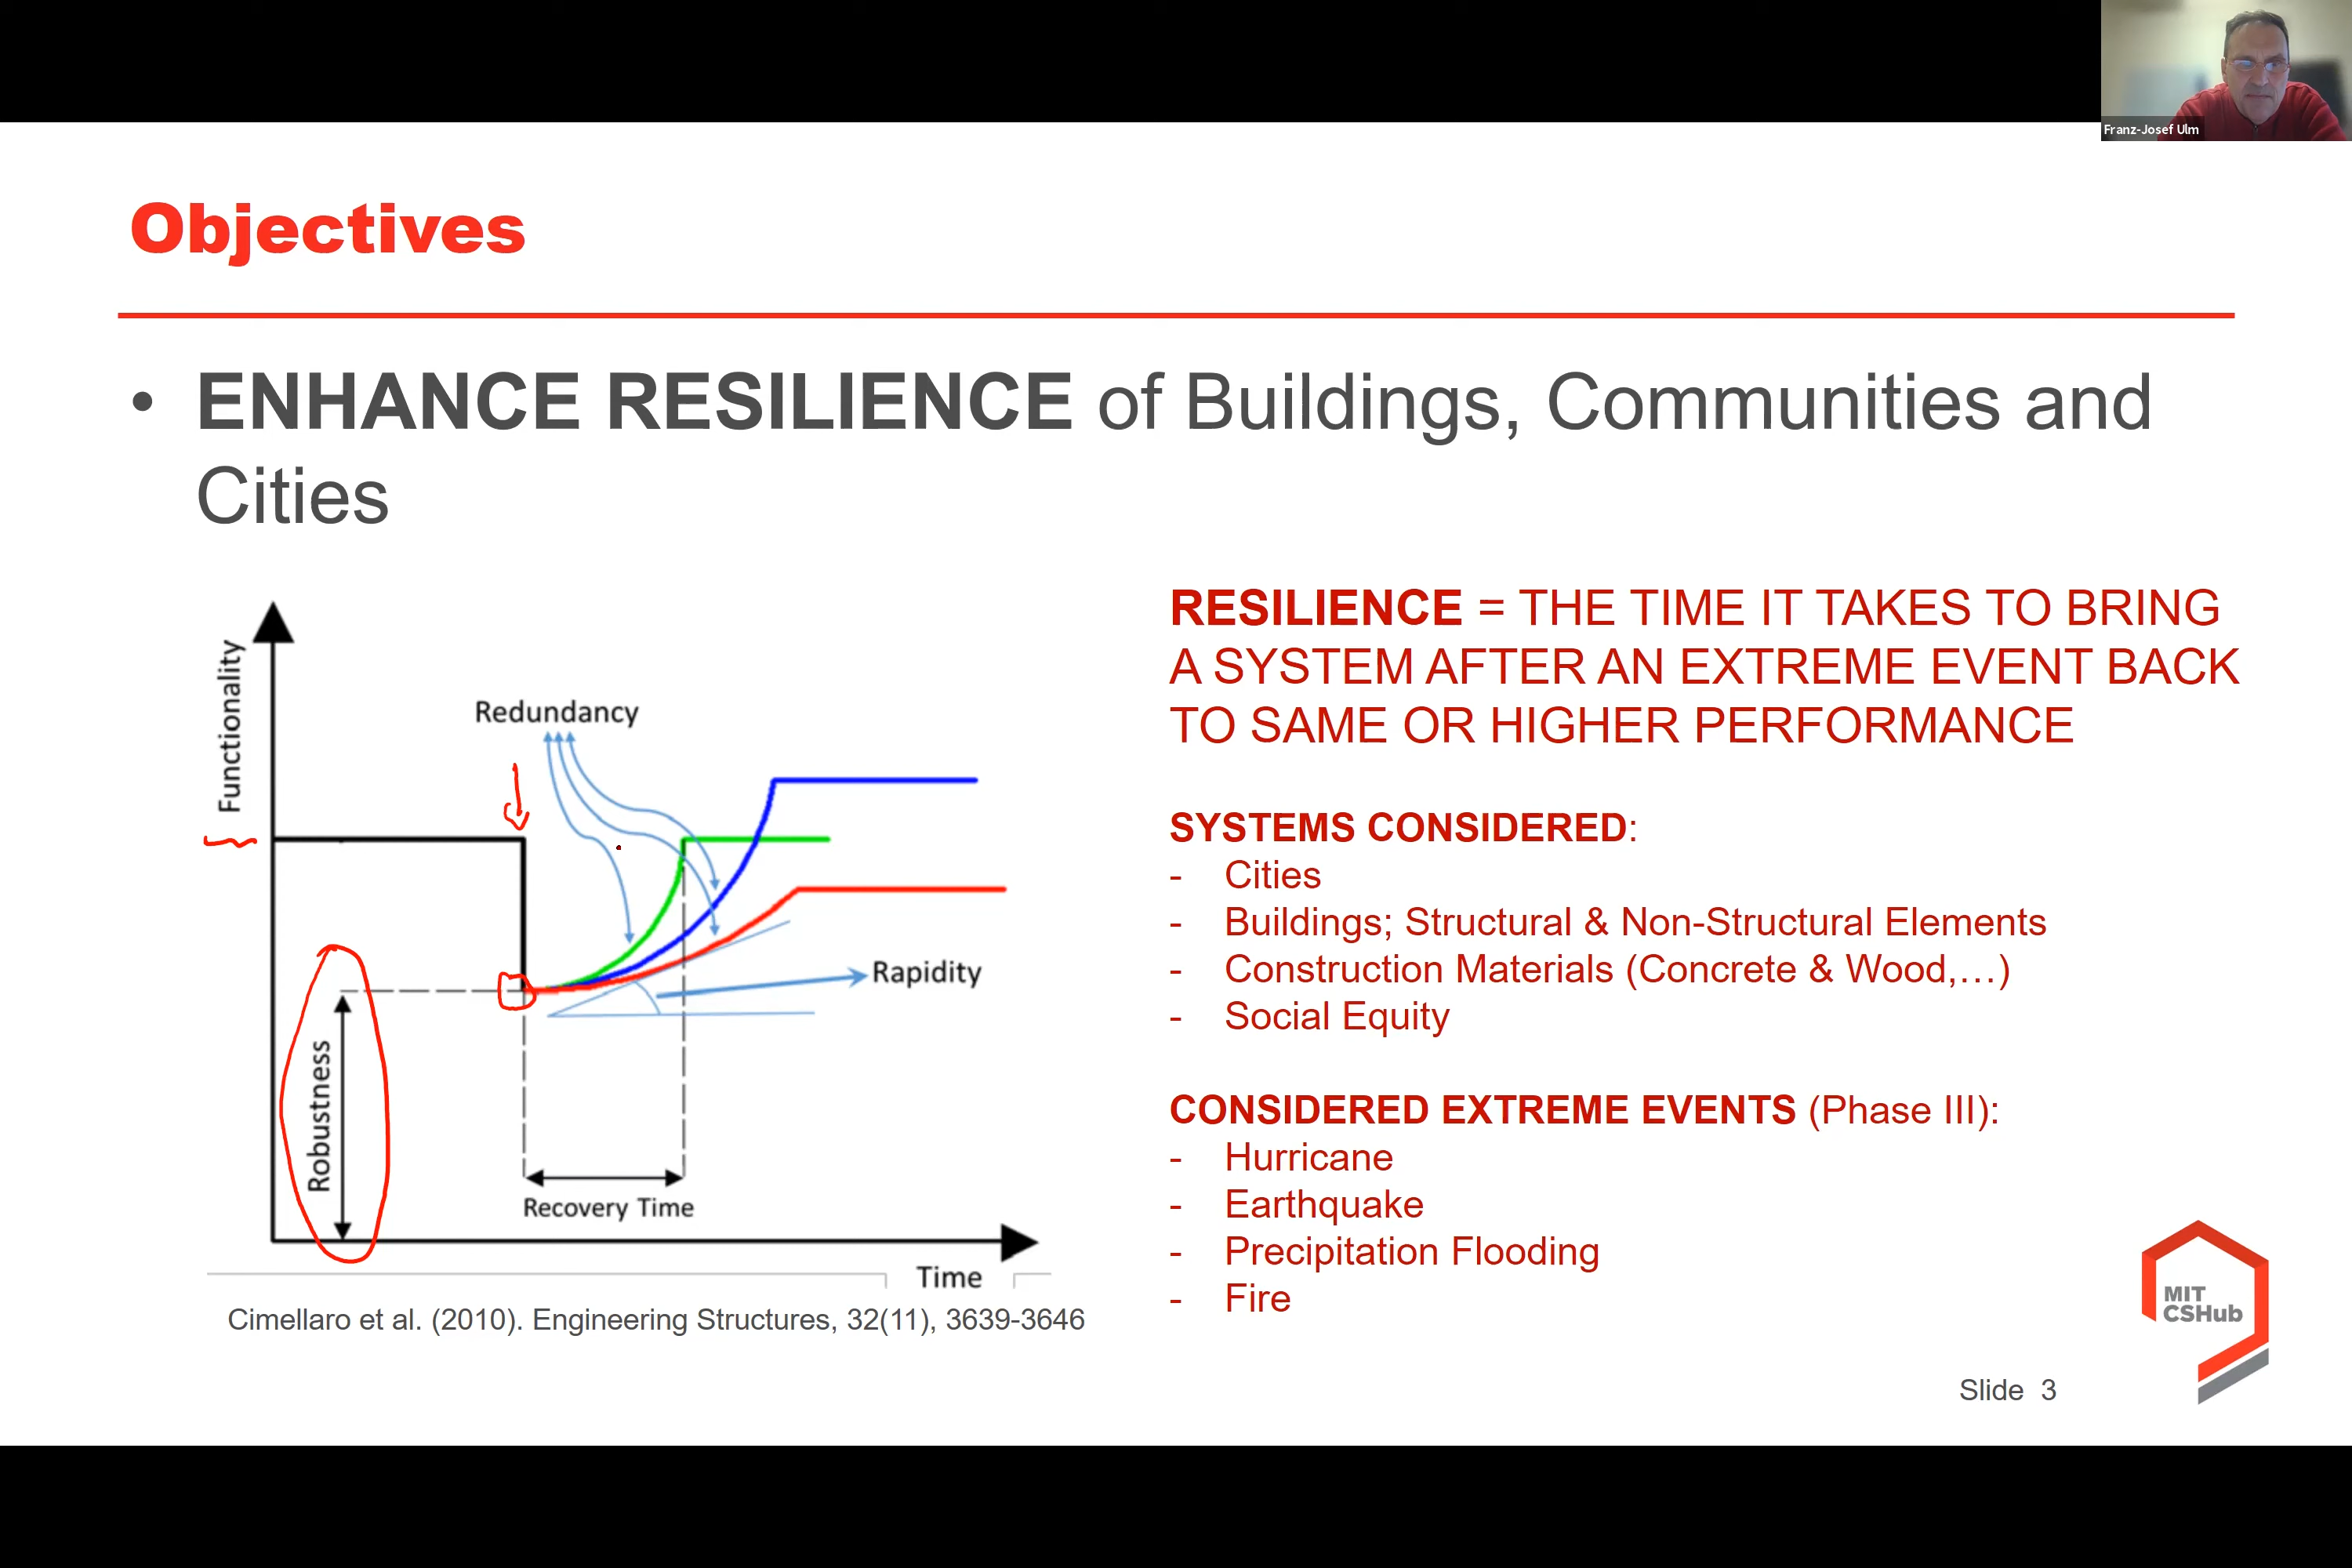 Franz-Josef Ulm
Objectives
• ENHANCE RESILIENCE of Buildings, Communities and
Cities
Functionality
Redundancy
Rapidity
Robustness
Recovery Time
Time
Cimellaro et al. (2010). Engineering Structures, 32(11), 3639-3646
RESILIENCE = THE TIME IT TAKES TO BRING
A SYSTEM AFTER AN EXTREME EVENT BACK
TO SAME OR HIGHER PERFORMANCE
SYSTEMS CONSIDERED:
- Cities
- Buildings; Structural & Non-Structural Elements
- Construction Materials (Concrete & Wood,…)
- Social Equity
CONSIDERED EXTREME EVENTS (Phase III):
- Hurricane
- Earthquake
- Precipitation Flooding
- Fire
MIT
CSHub
Slide 3